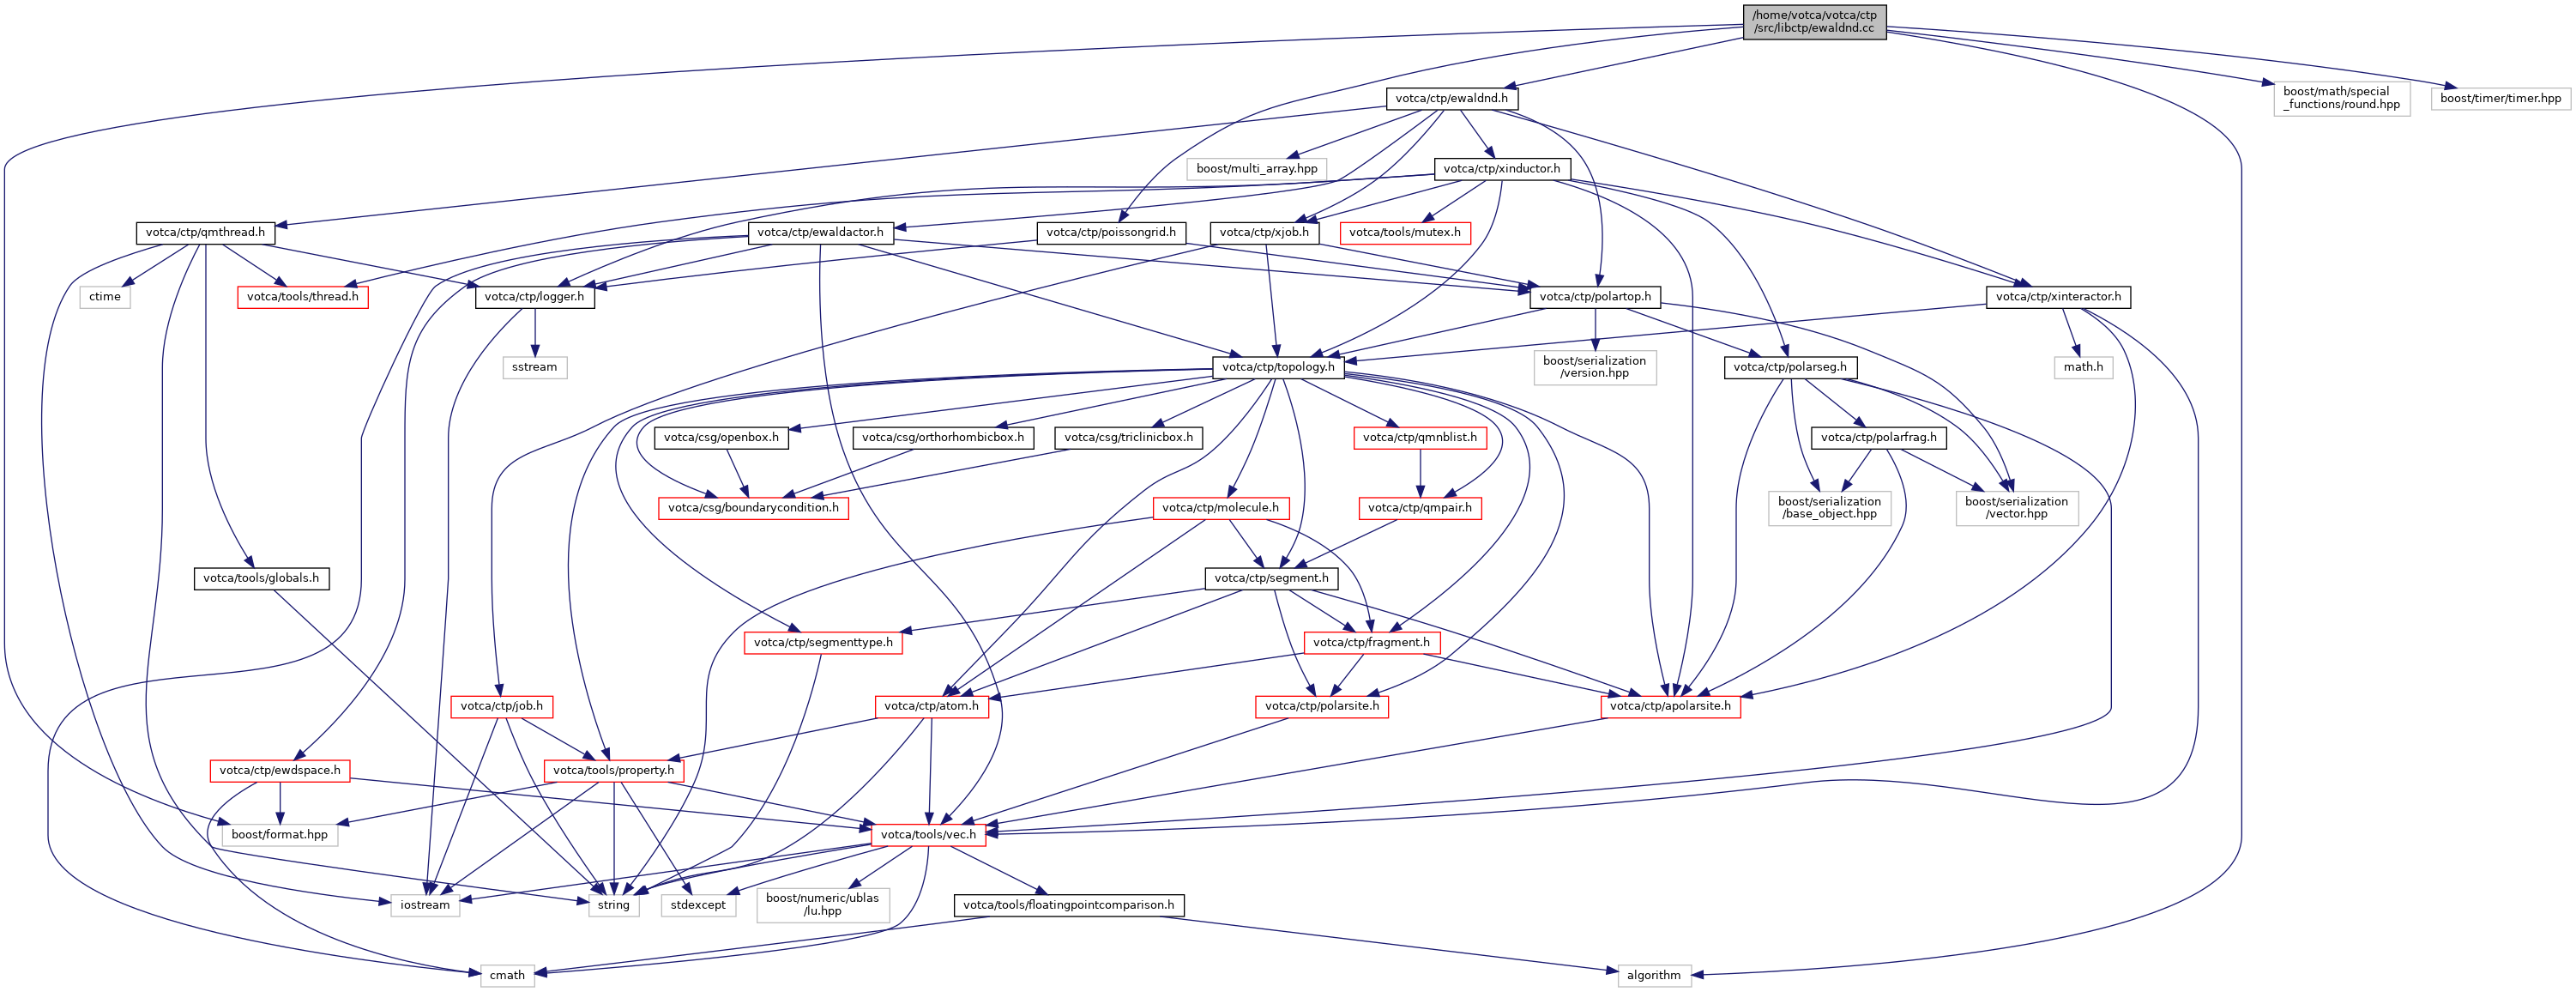 /home/votca/votca/ctp
/src/libctp/ewaldnd.cc
votca/ctp/ewaldnd.h
boost/math/special
_functions/round.hpp
boost/timer/timer.hpp
boost/multi_array.hpp
votca/ctp/xinductor.h
votca/ctp/qmthread.h
votca/ctp/ewaldactor.h
votca/ctp/poissongrid.h
votca/ctp/xjob.h
votca/tools/mutex.h
ctime
votca/tools/thread.h
votca/ctp/logger.h
votca/ctp/polartop.h
votca/ctp/xinteractor.h
sstream
votca/ctp/topology.h
boost/serialization
/version.hpp
votca/ctp/polarseg.h
math.h
votca/csg/openbox.h
votca/csg/orthorhombicbox.h
votca/csg/triclinicbox.h
votca/ctp/qmnblist.h
votca/ctp/polarfrag.h
votca/csg/boundarycondition.h
votca/ctp/molecule.h
votca/ctp/qmpair.h
boost/serialization
/base_object.hpp
boost/serialization
/vector.hpp
votca/tools/globals.h
votca/ctp/segment.h
votca/ctp/segmenttype.h
votca/ctp/fragment.h
votca/ctp/job.h
votca/ctp/atom.h
votca/ctp/polarsite.h
votca/ctp/apolarsite.h
votca/ctp/ewdspace.h
votca/tools/property.h
boost/format.hpp
votca/tools/vec.h
iostream
string
stdexcept
boost/numeric/ublas
/lu.hpp
votca/tools/floatingpointcomparison.h
cmath
algorithm